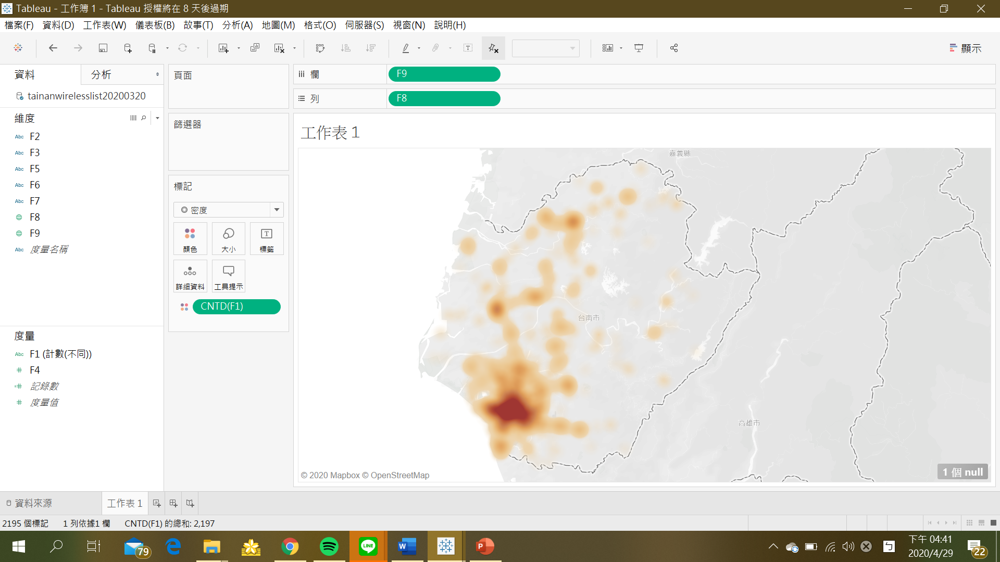 Tableau - 工作簿 1 - Tableau 授權將在 8 天後過期
檔案(F) 資料(D) 工作表(W) 儀表板(B) 故事(T) 分析(A) 地圖(M) 格式(O) 伺服器(S) 視窗(N) 說明(H)
顯示
資料 分析
tainanwirelesslist20200320
維度
Abc F2
Abc F3
Abc F5
Abc F6
Abc F7
F8
F9
Abc 度量名稱
度量
Abc F1 (計數(不同))
F4
記錄數
度量值
頁面
篩選器
標記
密度
顏色 大小 標籤
詳細資料 工具提示
CNTD(F1)
欄 F9
列 F8
工作表 1
嘉義縣
台南市
高雄市
© 2020 Mapbox © OpenStreetMap
1 個 null
資料來源 工作表 1
2195 個標記 1 列依據1 欄 CNTD(F1) 的總和: 2,197
79
LINE
W
P
ㄅ
下午 04:41
2020/4/29
22